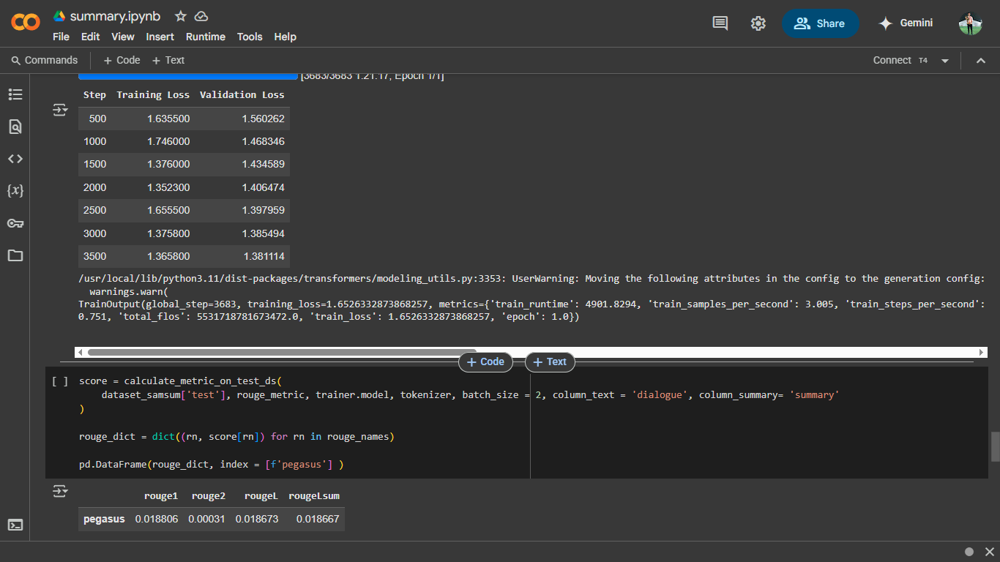 summary.ipynb
File Edit View Insert Runtime Tools Help
Share
Gemini
Commands + Code + Text
Connect T4
[3683/3683 1:21:17, Epoch 1/1]
Step Training Loss Validation Loss
500 1.635500 1.560262
1000 1.746000 1.468346
1500 1.376000 1.434589
2000 1.352300 1.406474
2500 1.655500 1.397959
3000 1.375800 1.385494
3500 1.365800 1.381114
/usr/local/lib/python3.11/dist-packages/transformers/modeling_utils.py:3353: UserWarning: Moving the following attributes in the config to the generation config:
warnings.warn(
TrainOutput(global_step=3683, training_loss=1.6526332873868257, metrics={'train_runtime': 4901.8294, 'train_samples_per_second': 3.005, 'train_steps_per_second':
0.751, 'total_flos': 5531718781673472.0, 'train_loss': 1.6526332873868257, 'epoch': 1.0})
+ Code + Text
[ ] score = calculate_metric_on_test_ds(
dataset_samsum['test'], rouge_metric, trainer.model, tokenizer, batch_size = 2, column_text = 'dialogue', column_summary= 'summary'
)
rouge_dict = dict((rn, score[rn]) for rn in rouge_names)
pd.DataFrame(rouge_dict, index = [f'pegasus'] )
rouge1 rouge2 rougeL rougeLsum
pegasus 0.018806 0.00031 0.018673 0.018667